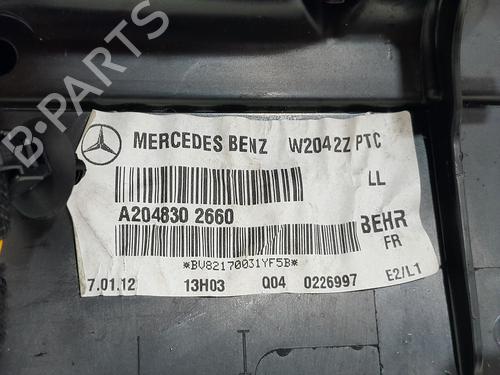 MERCEDES BENZ W2042Z PTC
LL
A204830 2660
BEHR
FR
*BV82170031YF5B*
7.01.12 13H03 Q04 0226997 E2/L1
B-PARTS